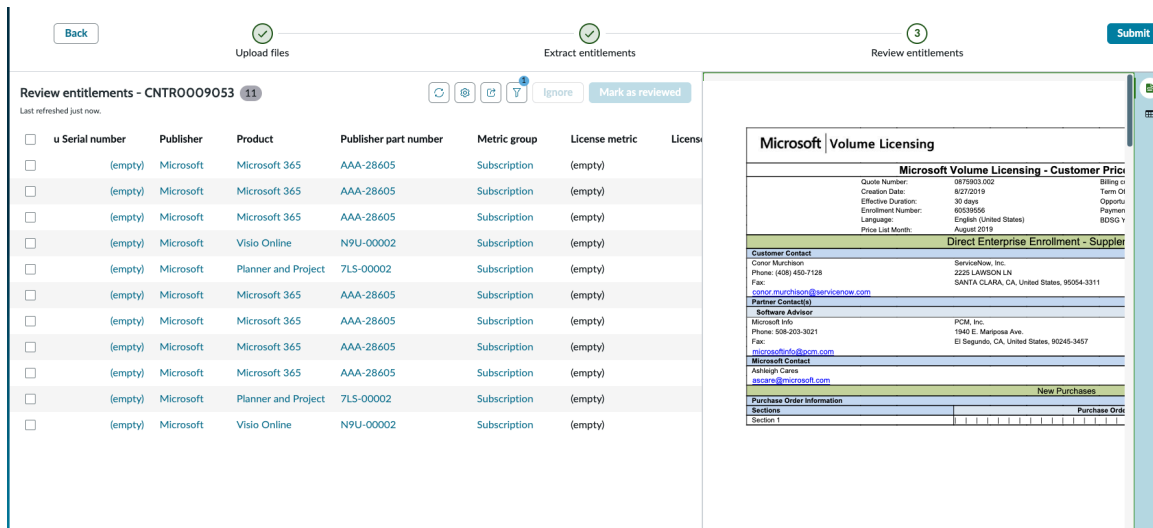 Back
Upload files
Extract entitlements
3
Review entitlements
Submit
Review entitlements - CNTR0009053 11
1
Ignore
Mark as reviewed
Last refreshed just now.
u Serial number Publisher Product Publisher part number Metric group License metric License
(empty) Microsoft Microsoft 365 AAA-28605 Subscription (empty)
(empty) Microsoft Microsoft 365 AAA-28605 Subscription (empty)
(empty) Microsoft Microsoft 365 AAA-28605 Subscription (empty)
(empty) Microsoft Visio Online N9U-00002 Subscription (empty)
(empty) Microsoft Planner and Project 7LS-00002 Subscription (empty)
(empty) Microsoft Microsoft 365 AAA-28605 Subscription (empty)
(empty) Microsoft Microsoft 365 AAA-28605 Subscription (empty)
(empty) Microsoft Microsoft 365 AAA-28605 Subscription (empty)
(empty) Microsoft Microsoft 365 AAA-28605 Subscription (empty)
(empty) Microsoft Planner and Project 7LS-00002 Subscription (empty)
(empty) Microsoft Visio Online N9U-00002 Subscription (empty)
Microsoft | Volume Licensing
Microsoft Volume Licensing - Customer Price
Quote Number: 0875903.002 Billing c
Creation Date: 8/27/2019 Term Of
Effective Duration: 30 days Opportu
Enrollment Number: 60539556 Paymen
Language: English (United States) BDSG Y
Price List Month: August 2019
Direct Enterprise Enrollment - Supplem
Customer Contact
Conor Murchison ServiceNow, Inc.
Phone: (408) 450-7128 2225 LAWSON LN
Fax: SANTA CLARA, CA, United States, 95054-3311
conor.murchison@servicenow.com
Partner Contact(s)
Software Advisor
Microsoft Info PCM, Inc.
Phone: 508-203-3021 1940 E. Mariposa Ave.
Fax: El Segundo, CA, United States, 90245-3457
microsoftinfo@pcm.com
Microsoft Contact
Ashleigh Cares
ascare@microsoft.com
New Purchases
Purchase Order Information
Sections Purchase Orde
Section 1